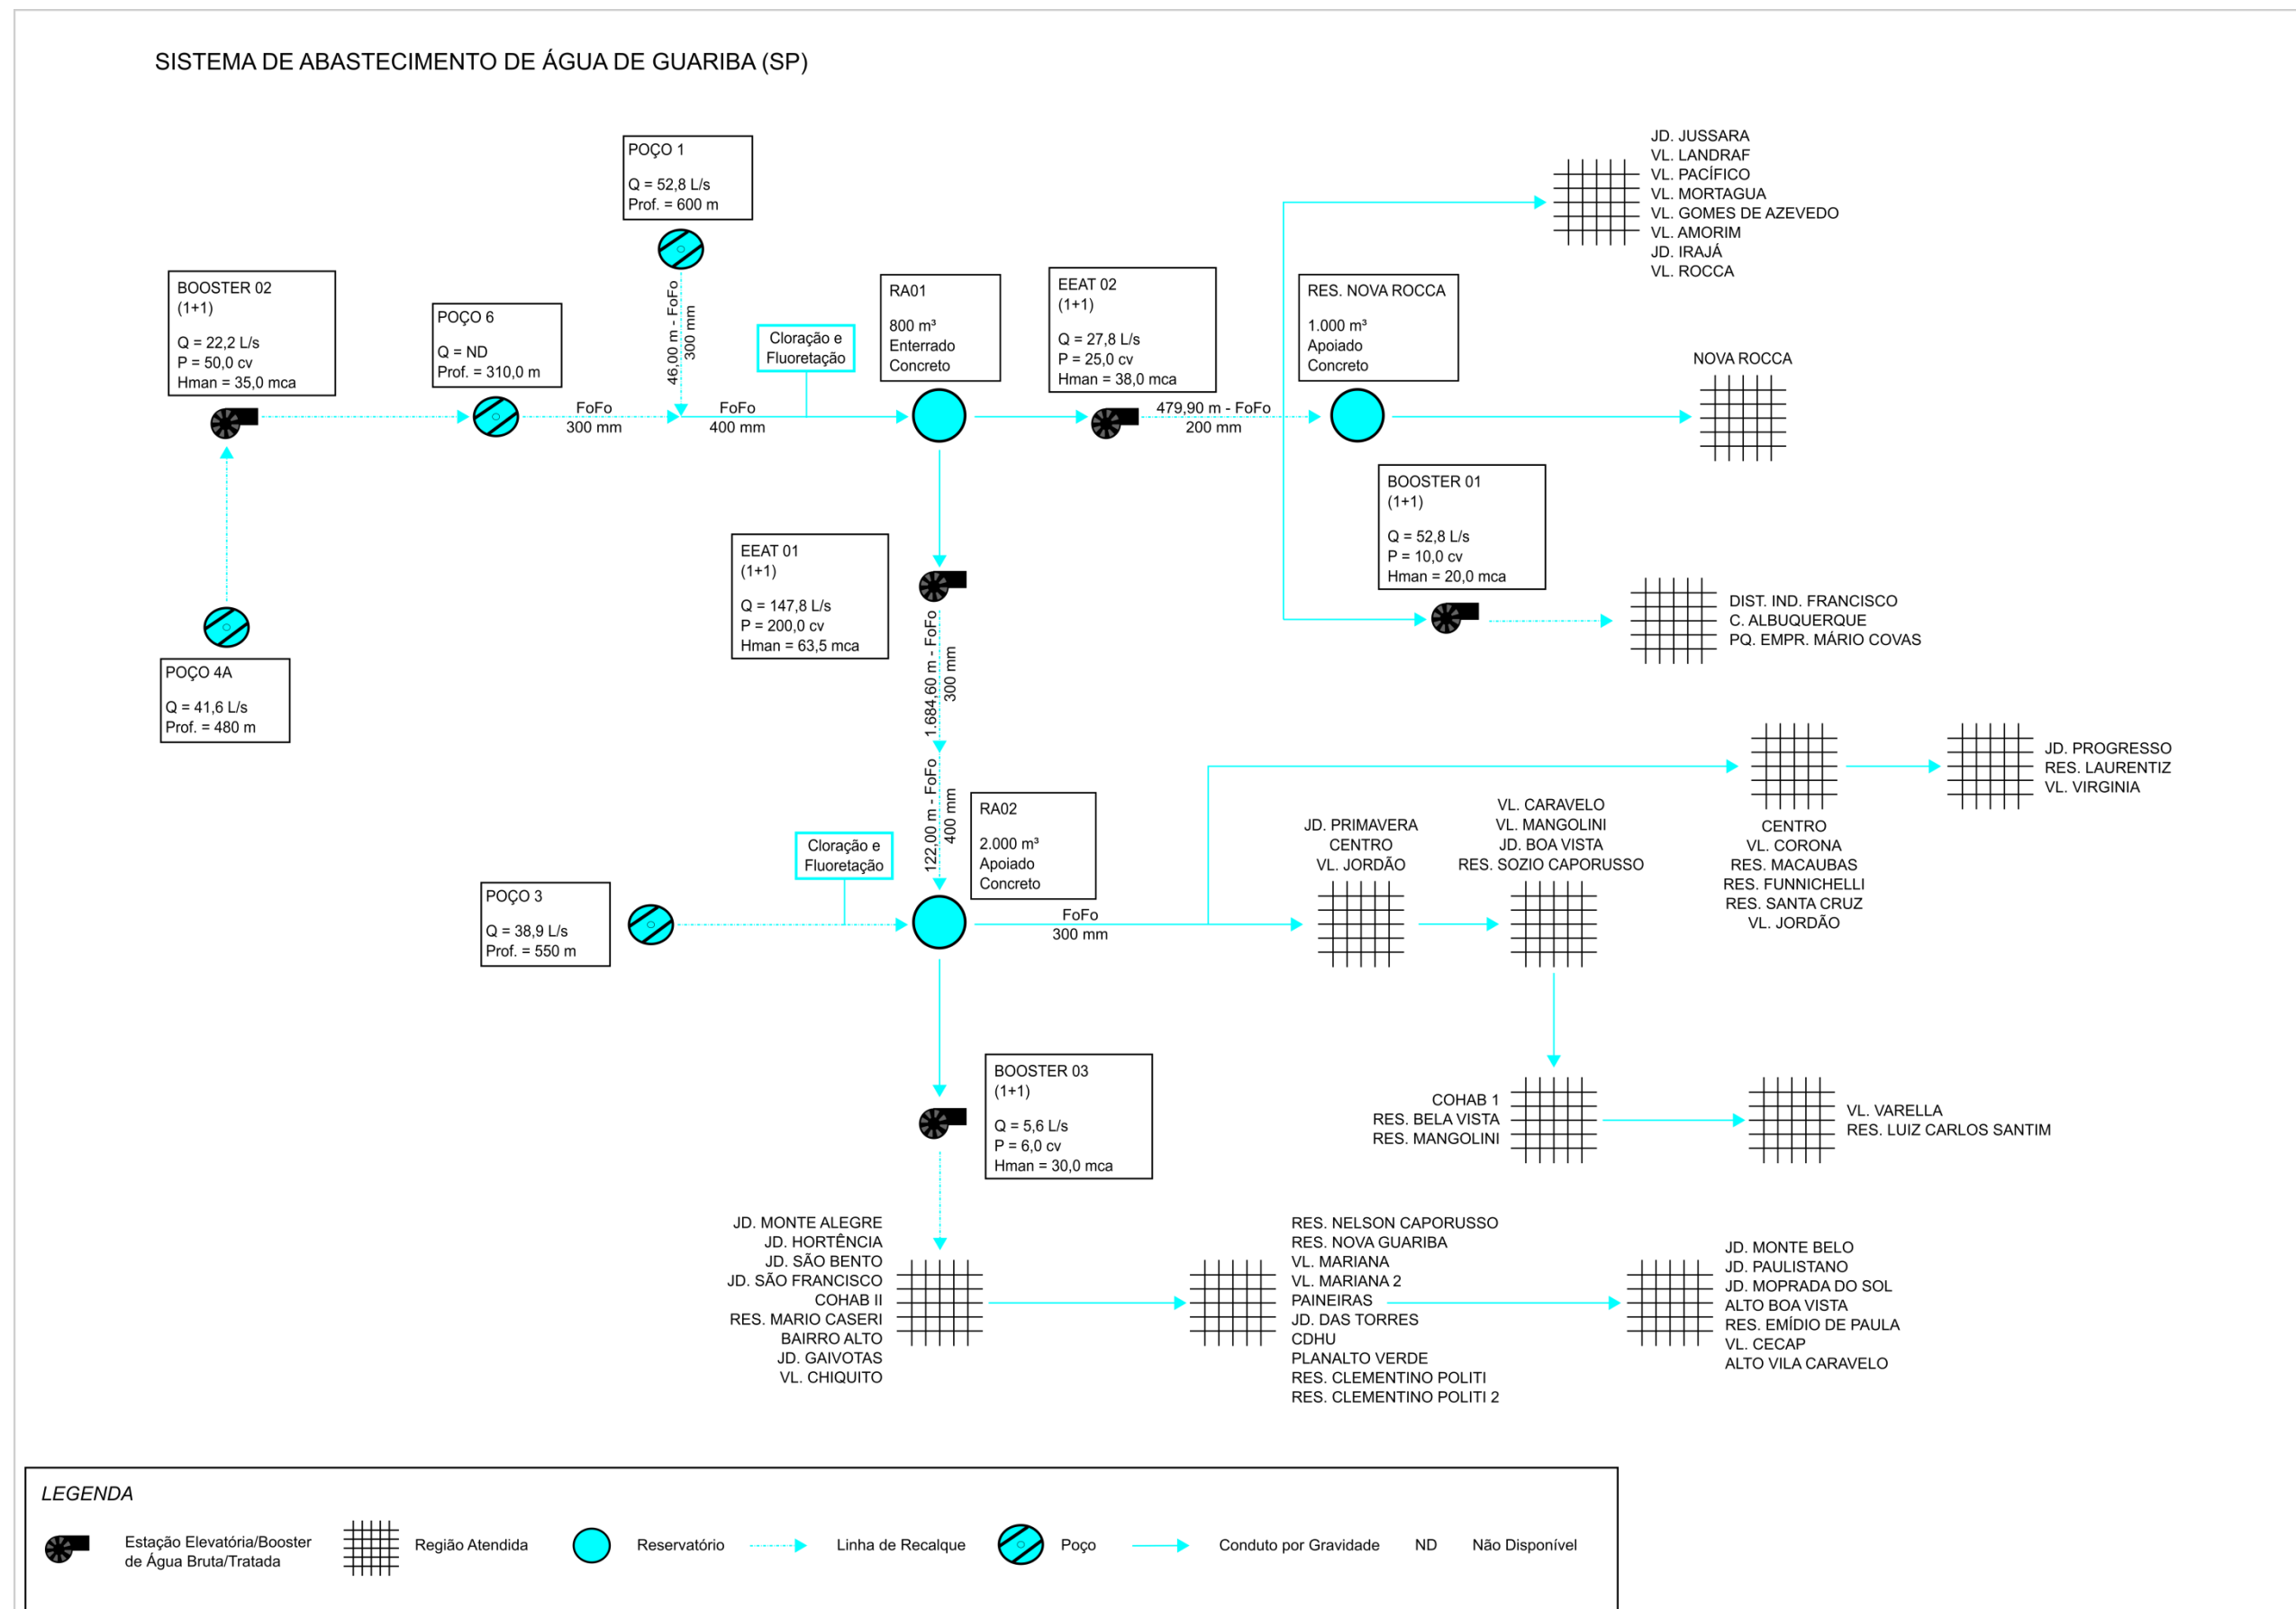 SISTEMA DE ABASTECIMENTO DE ÁGUA DE GUARIBA (SP)
POÇO 1
Q = 52,8 L/s
Prof. = 600 m
JD. JUSSARA
VL. LANDRAF
VL. PACÍFICO
VL. MORTAGUA
VL. GOMES DE AZEVEDO
VL. AMORIM
JD. IRAJÁ
VL. ROCCA
BOOSTER 02
(1+1)
Q = 22,2 L/s
P = 50,0 cv
Hman = 35,0 mca
POÇO 6
Q = ND
Prof. = 310,0 m
46,00 m - FoFo
300 mm
Cloração e
Fluoretação
RA01
800 m³
Enterrado
Concreto
EEAT 02
(1+1)
Q = 27,8 L/s
P = 25,0 cv
Hman = 38,0 mca
RES. NOVA ROCCA
1.000 m³
Apoiado
Concreto
NOVA ROCCA
FoFo
300 mm
FoFo
400 mm
479,90 m - FoFo
200 mm
BOOSTER 01
(1+1)
Q = 52,8 L/s
P = 10,0 cv
Hman = 20,0 mca
EEAT 01
(1+1)
Q = 147,8 L/s
P = 200,0 cv
Hman = 63,5 mca
DIST. IND. FRANCISCO
C. ALBUQUERQUE
PQ. EMPR. MÁRIO COVAS
POÇO 4A
Q = 41,6 L/s
Prof. = 480 m
1.684,60 m - FoFo
300 mm
122,00 m - FoFo
400 mm
RA02
2.000 m³
Apoiado
Concreto
Cloração e
Fluoretação
POÇO 3
Q = 38,9 L/s
Prof. = 550 m
FoFo
300 mm
JD. PRIMAVERA
CENTRO
VL. JORDÃO
VL. CARAVELO
VL. MANGOLINI
JD. BOA VISTA
RES. SOZIO CAPORUSSO
CENTRO
VL. CORONA
RES. MACAUBAS
RES. FUNNICHELLI
RES. SANTA CRUZ
VL. JORDÃO
JD. PROGRESSO
RES. LAURENTIZ
VL. VIRGINIA
BOOSTER 03
(1+1)
Q = 5,6 L/s
P = 6,0 cv
Hman = 30,0 mca
COHAB 1
RES. BELA VISTA
RES. MANGOLINI
VL. VARELLA
RES. LUIZ CARLOS SANTIM
JD. MONTE ALEGRE
JD. HORTÊNCIA
JD. SÃO BENTO
JD. SÃO FRANCISCO
COHAB II
RES. MARIO CASERI
BAIRRO ALTO
JD. GAIVOTAS
VL. CHIQUITO
RES. NELSON CAPORUSSO
RES. NOVA GUARIBA
VL. MARIANA
VL. MARIANA 2
PAINEIRAS
JD. DAS TORRES
CDHU
PLANALTO VERDE
RES. CLEMENTINO POLITI
RES. CLEMENTINO POLITI 2
JD. MONTE BELO
JD. PAULISTANO
JD. MOPRADA DO SOL
ALTO BOA VISTA
RES. EMÍDIO DE PAULA
VL. CECAP
ALTO VILA CARAVELO
LEGENDA
Estação Elevatória/Booster
de Água Bruta/Tratada
Região Atendida
Reservatório
Linha de Recalque
Poço
Conduto por Gravidade
ND
Não Disponível